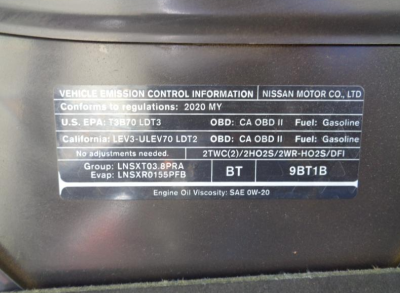 VEHICLE EMISSION CONTROL INFORMATION NISSAN MOTOR CO., LTD
Conforms to regulations: 2020 MY
U.S. EPA: T3B70 LDT3 OBD: CA OBD II Fuel: Gasoline
California: LEV3-ULEV70 LDT2 OBD: CA OBD II Fuel: Gasoline
No adjustments needed. 2TWC(2)/2HO2S/2WR-HO2S/DFI
Group: LNSXT03.8PRA
Evap: LNSXR0155PFB
BT 9BT1B
Engine Oil Viscosity: SAE 0W-20